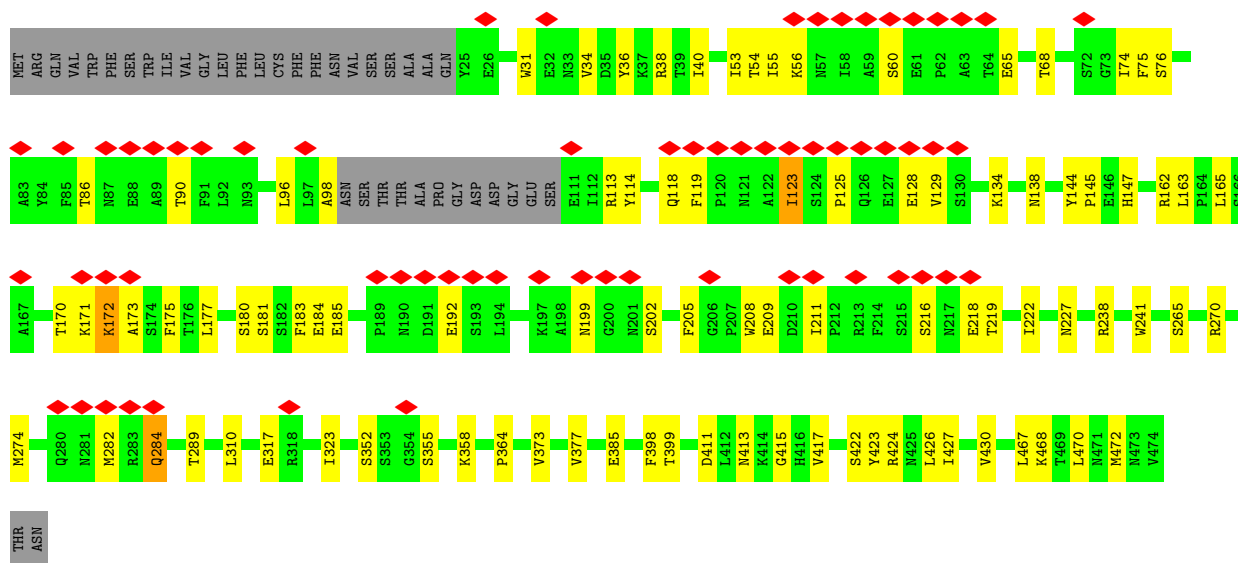 MET ARG GLN VAL TRP PHE SER TRP ILE VAL GLY LEU PHE LEU CYS PHE PHE ASN VAL SER SER ALA ALA GLN Y25 E26 W31 E32 N33 V34 D35 Y36 K37 R38 T39 I40 I53 T54 I55 K56 N57 I58 A59 S60 E61 P62 A63 T64 E65 T68 S72 G73 I74 F75 S76
A83 Y84 F85 T86 N87 E88 A89 T90 F91 L92 N93 L96 L97 A98 ASN SER THR THR ALA PRO GLY ASP ASP GLY GLU SER E111 I112 R113 Y114 Q118 F119 P120 N121 A122 I123 S124 P125 Q126 E127 E128 V129 S130 K134 N138 Y144 P145 E146 H147 R162 L163 P164 L165 S166
A167 T170 K171 K172 A173 S174 F175 T176 L177 S180 S181 S182 F183 E184 E185 P189 N190 D191 E192 S193 L194 K197 A198 N199 G200 N201 S202 F205 G206 P207 W208 E209 D210 I211 P212 R213 F214 S215 S216 N217 E218 T219 I222 N227 R238 W241 S265 R270
M274 Q280 N281 M282 R283 Q284 T289 L310 E317 R318 I323 S352 S353 G354 S355 K358 P364 V373 V377 E385 F398 T399 D411 L412 N413 K414 G415 H416 V417 S422 Y423 R424 N425 L426 I427 V430 L467 K468 T469 L470 N471 M472 N473 V474
THR ASN